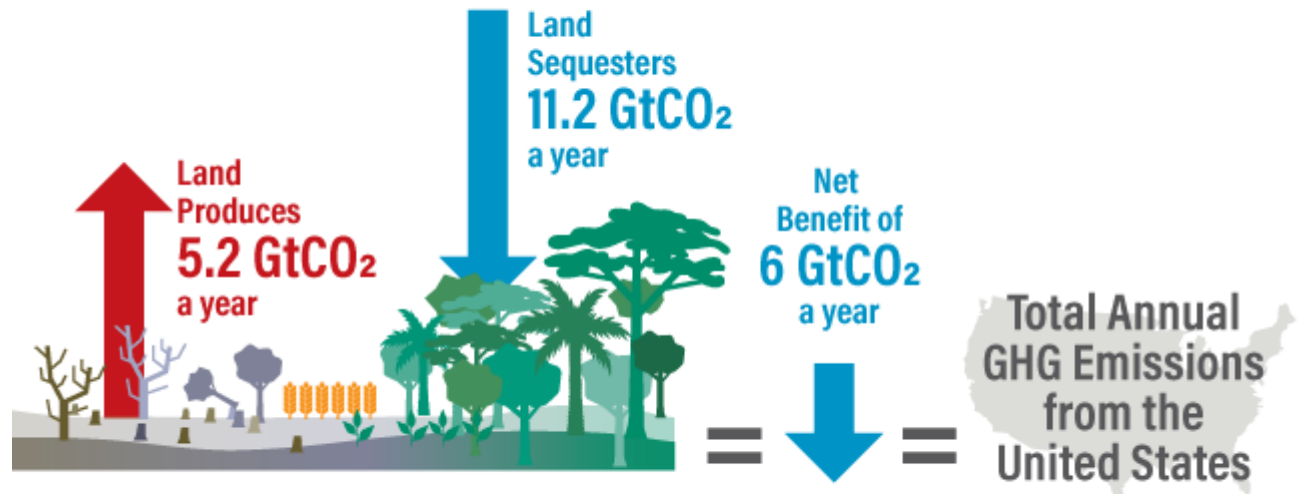 Land
Produces
5.2 GtCO₂
a year
Land
Sequesters
11.2 GtCO₂
a year
=
Net
Benefit of
6 GtCO₂
a year
=
Total Annual
GHG Emissions
from the
United States